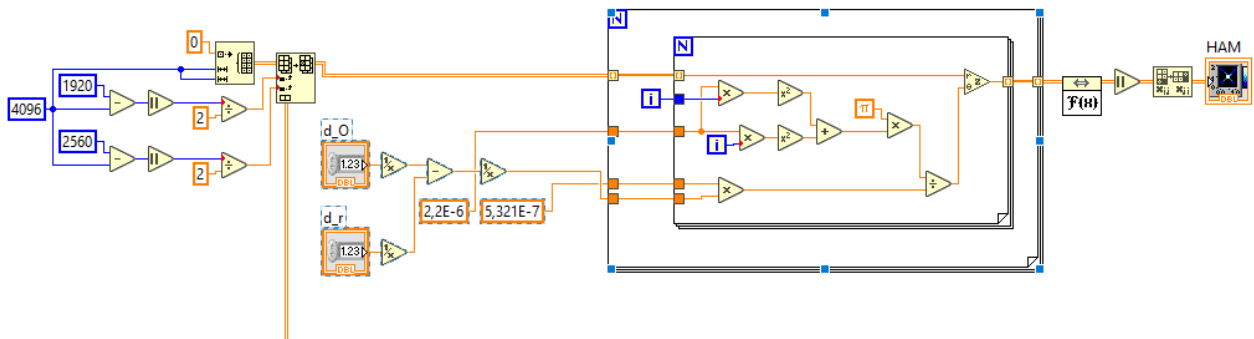 N
HAM
0
N
1920
i
π
F(x)
DBL
4096
2
d_O
i
2560
1.23
DBL
2
2,2E-6
5,321E-7
d_r
1.23
DBL